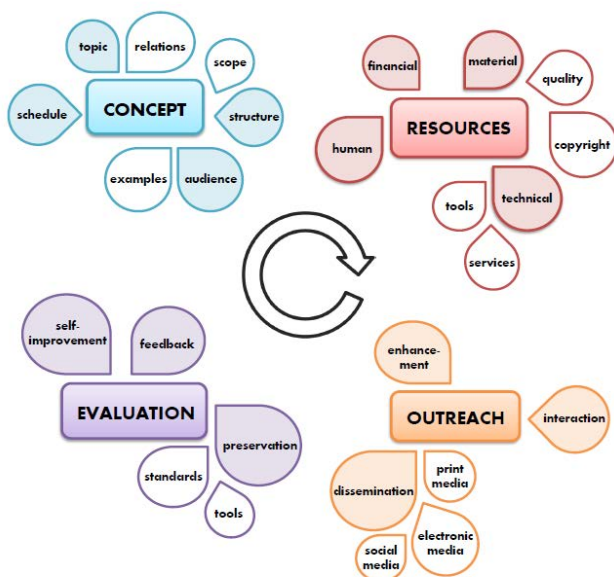 topic
relations
scope
schedule
CONCEPT
structure
examples
audience
financial
material
quality
human
RESOURCES
copyright
tools
technical
services
self-
improvement
feedback
EVALUATION
preservation
standards
tools
enhance-
ment
OUTREACH
interaction
dissemination
print
media
social
media
electronic
media